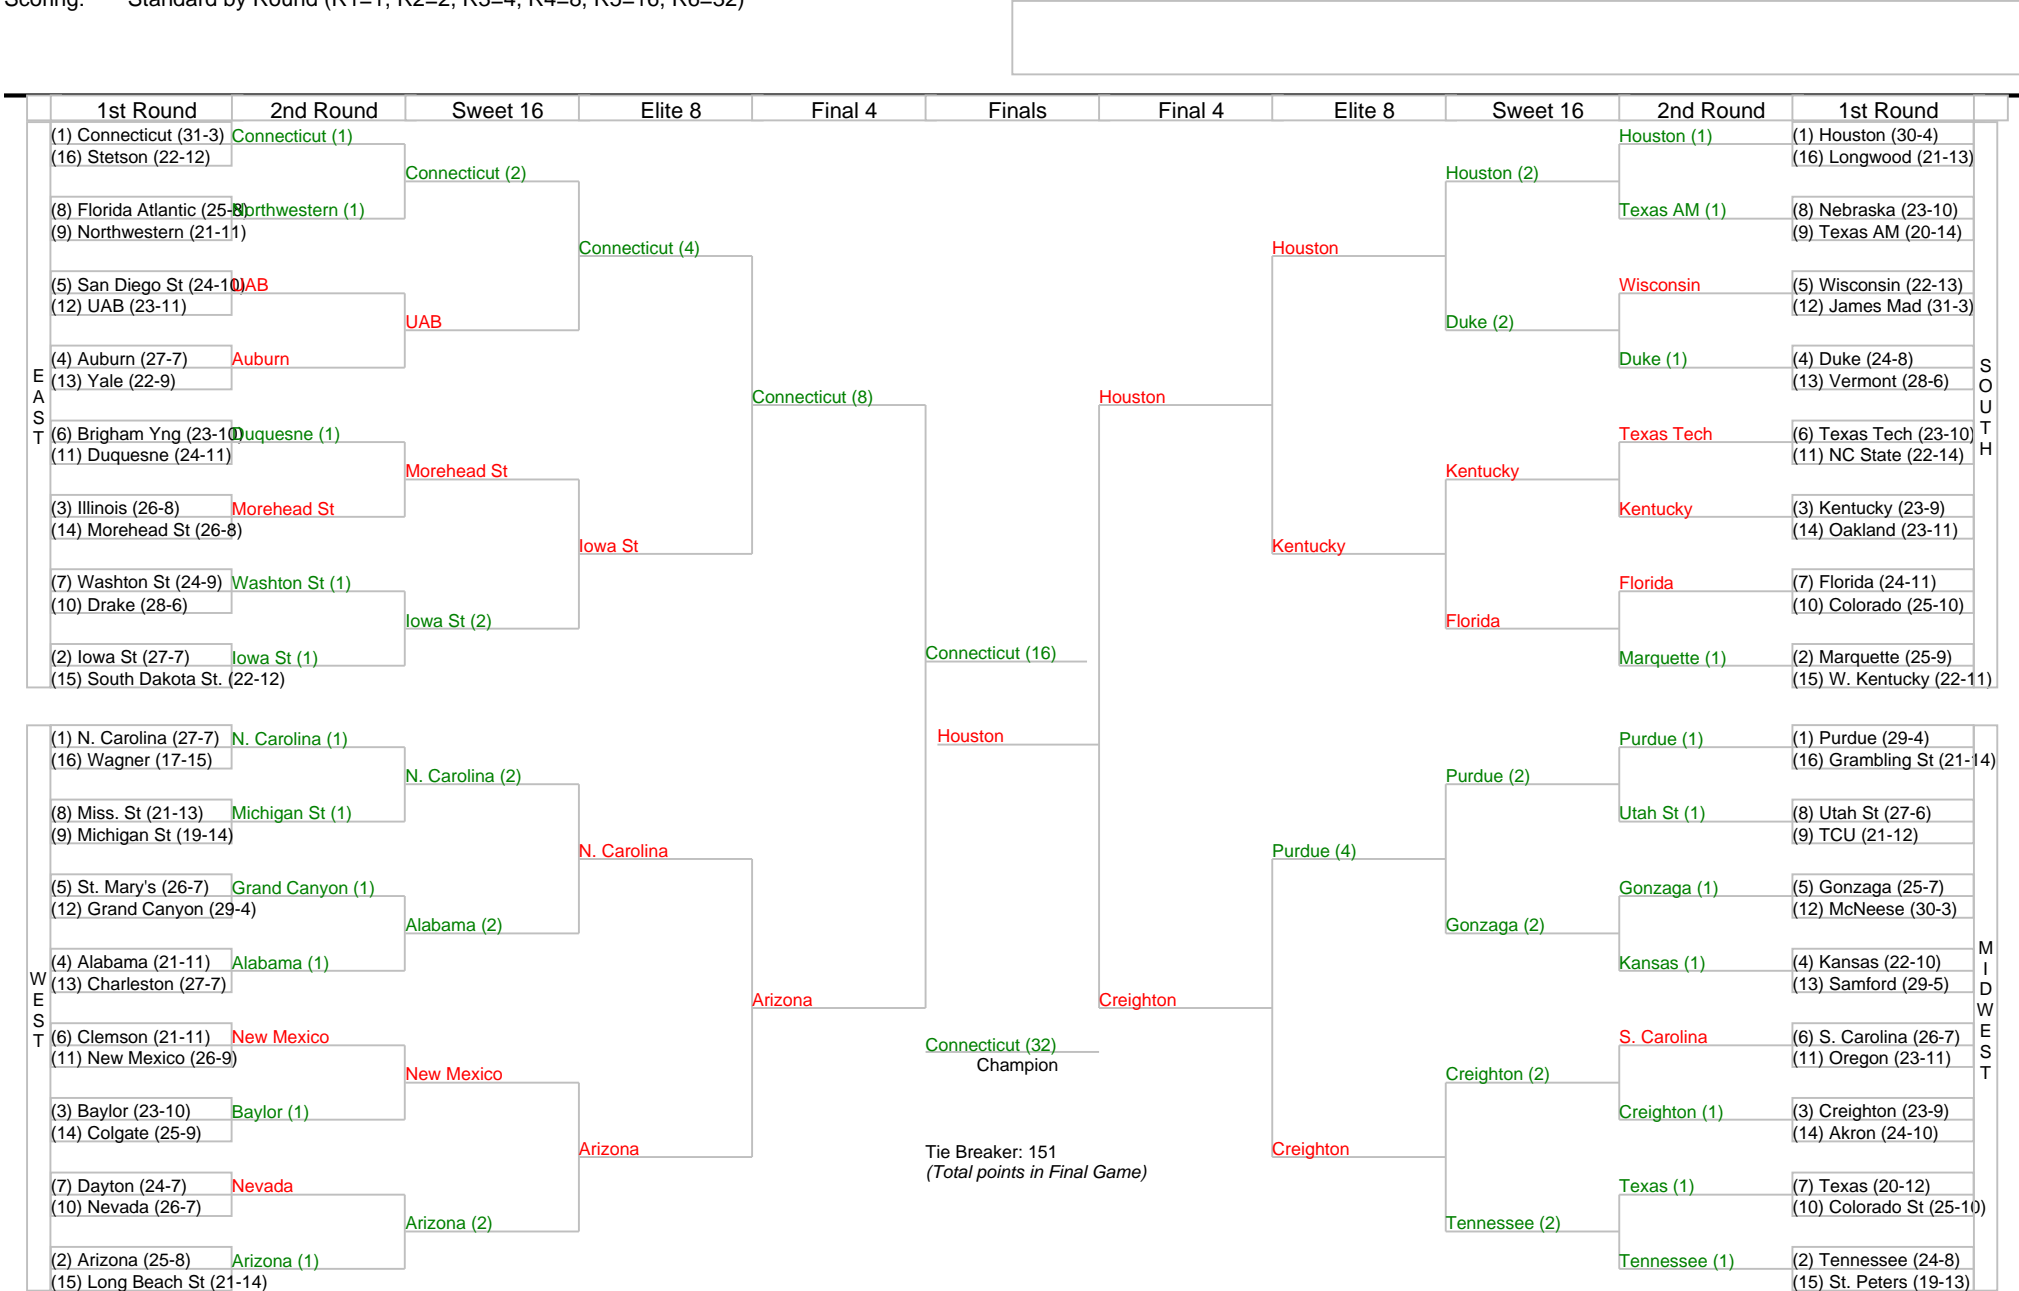 Scoring: Standard by Round (R1=1, R2=2, R3=4, R4=8, R5=16, R6=32)
1st Round 2nd Round Sweet 16 Elite 8 Final 4 Finals Final 4 Elite 8 Sweet 16 2nd Round 1st Round
EAST
(1) Connecticut (31-3)
(16) Stetson (22-12)
(8) Florida Atlantic (25-8)
(9) Northwestern (21-11)
(5) San Diego St (24-10)
(12) UAB (23-11)
(4) Auburn (27-7)
(13) Yale (22-9)
(6) Brigham Yng (23-10)
(11) Duquesne (24-11)
(3) Illinois (26-8)
(14) Morehead St (26-8)
(7) Washton St (24-9)
(10) Drake (28-6)
(2) Iowa St (27-7)
(15) South Dakota St. (22-12)
Connecticut (1)
Northwestern (1)
UAB
Auburn
Duquesne (1)
Morehead St
Washton St (1)
Iowa St (1)
Connecticut (2)
UAB
Morehead St
Iowa St (2)
Connecticut (4)
Iowa St
Connecticut (8)
WEST
(1) N. Carolina (27-7)
(16) Wagner (17-15)
(8) Miss. St (21-13)
(9) Michigan St (19-14)
(5) St. Mary's (26-7)
(12) Grand Canyon (29-4)
(4) Alabama (21-11)
(13) Charleston (27-7)
(6) Clemson (21-11)
(11) New Mexico (26-9)
(3) Baylor (23-10)
(14) Colgate (25-9)
(7) Dayton (24-7)
(10) Nevada (26-7)
(2) Arizona (25-8)
(15) Long Beach St (21-14)
N. Carolina (1)
Michigan St (1)
Grand Canyon (1)
Alabama (1)
New Mexico
Baylor (1)
Nevada
Arizona (1)
N. Carolina (2)
Alabama (2)
New Mexico
Arizona (2)
N. Carolina
Arizona
Arizona
Connecticut (16)
Houston
Connecticut (32)
Champion
Tie Breaker: 151
(Total points in Final Game)
Houston
Creighton
Houston
Kentucky
Houston (2)
Duke (2)
Kentucky
Florida
Houston (1)
Texas AM (1)
Wisconsin
Duke (1)
Texas Tech
Kentucky
Florida
Marquette (1)
(1) Houston (30-4)
(16) Longwood (21-13)
(8) Nebraska (23-10)
(9) Texas AM (20-14)
(5) Wisconsin (22-13)
(12) James Mad (31-3)
(4) Duke (24-8)
(13) Vermont (28-6)
(6) Texas Tech (23-10)
(11) NC State (22-14)
(3) Kentucky (23-9)
(14) Oakland (23-11)
(7) Florida (24-11)
(10) Colorado (25-10)
(2) Marquette (25-9)
(15) W. Kentucky (22-11)
SOUTH
Purdue (4)
Creighton
Purdue (2)
Gonzaga (2)
Creighton (2)
Tennessee (2)
Purdue (1)
Utah St (1)
Gonzaga (1)
Kansas (1)
S. Carolina
Creighton (1)
Texas (1)
Tennessee (1)
(1) Purdue (29-4)
(16) Grambling St (21-14)
(8) Utah St (27-6)
(9) TCU (21-12)
(5) Gonzaga (25-7)
(12) McNeese (30-3)
(4) Kansas (22-10)
(13) Samford (29-5)
(6) S. Carolina (26-7)
(11) Oregon (23-11)
(3) Creighton (23-9)
(14) Akron (24-10)
(7) Texas (20-12)
(10) Colorado St (25-10)
(2) Tennessee (24-8)
(15) St. Peters (19-13)
MIDWEST